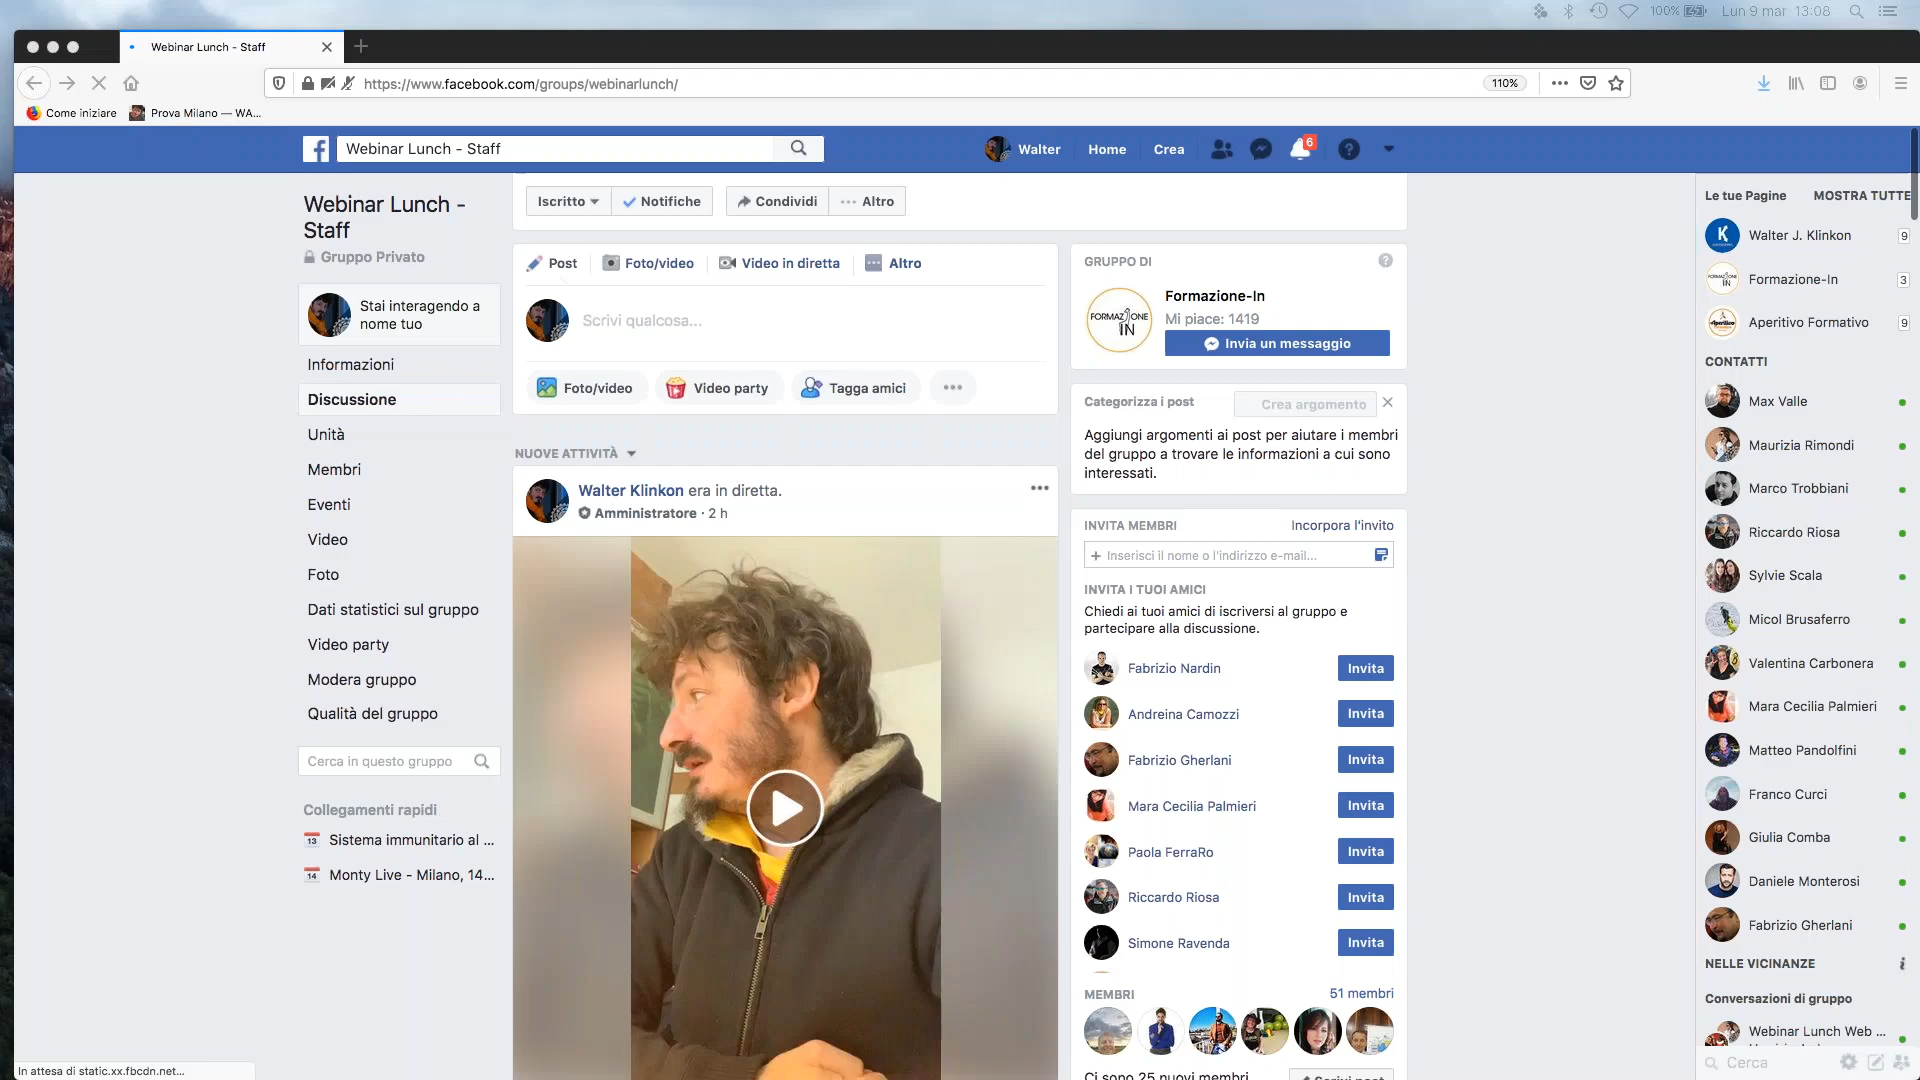 100%
Lun 9 mar 13:08
Webinar Lunch - Staff
https://www.facebook.com/groups/webinarlunch/
110%
Come iniziare
Prova Milano — WA...
Webinar Lunch - Staff
Walter
Home
Crea
6
Webinar Lunch -
Staff
Gruppo Privato
Stai interagendo a
nome tuo
Informazioni
Discussione
Unità
Membri
Eventi
Video
Foto
Dati statistici sul gruppo
Video party
Modera gruppo
Qualità del gruppo
Cerca in questo gruppo
Collegamenti rapidi
13 Sistema immunitario al ...
14 Monty Live - Milano, 14...
Iscritto
Notifiche
Condividi
Altro
Post
Foto/video
Video in diretta
Altro
Scrivi qualcosa...
Foto/video
Video party
Tagga amici
NUOVE ATTIVITÀ
Walter Klinkon era in diretta.
Amministratore · 2 h
GRUPPO DI
FORMAZIONE
IN
Formazione-In
Mi piace: 1419
Invia un messaggio
Categorizza i post
Crea argomento
Aggiungi argomenti ai post per aiutare i membri
del gruppo a trovare le informazioni a cui sono
interessati.
INVITA MEMBRI
Incorpora l'invito
+ Inserisci il nome o l'indirizzo e-mail...
INVITA I TUOI AMICI
Chiedi ai tuoi amici di iscriversi al gruppo e
partecipare alla discussione.
Fabrizio Nardin
Invita
Andreina Camozzi
Invita
Fabrizio Gherlani
Invita
Mara Cecilia Palmieri
Invita
Paola FerraRo
Invita
Riccardo Riosa
Invita
Simone Ravenda
Invita
MEMBRI
51 membri
Ci sono 25 nuovi membri
Scrivi post
Le tue Pagine
MOSTRA TUTTE
K
Walter J. Klinkon
9
Formazione-In
3
Aperitivo Formativo
9
CONTATTI
Max Valle
Maurizia Rimondi
Marco Trobbiani
Riccardo Riosa
Sylvie Scala
Micol Brusaferro
Valentina Carbonera
Mara Cecilia Palmieri
Matteo Pandolfini
Franco Curci
Giulia Comba
Daniele Monterosi
Fabrizio Gherlani
NELLE VICINANZE
Conversazioni di gruppo
Webinar Lunch Web ...
Cerca
In attesa di static.xx.fbcdn.net...